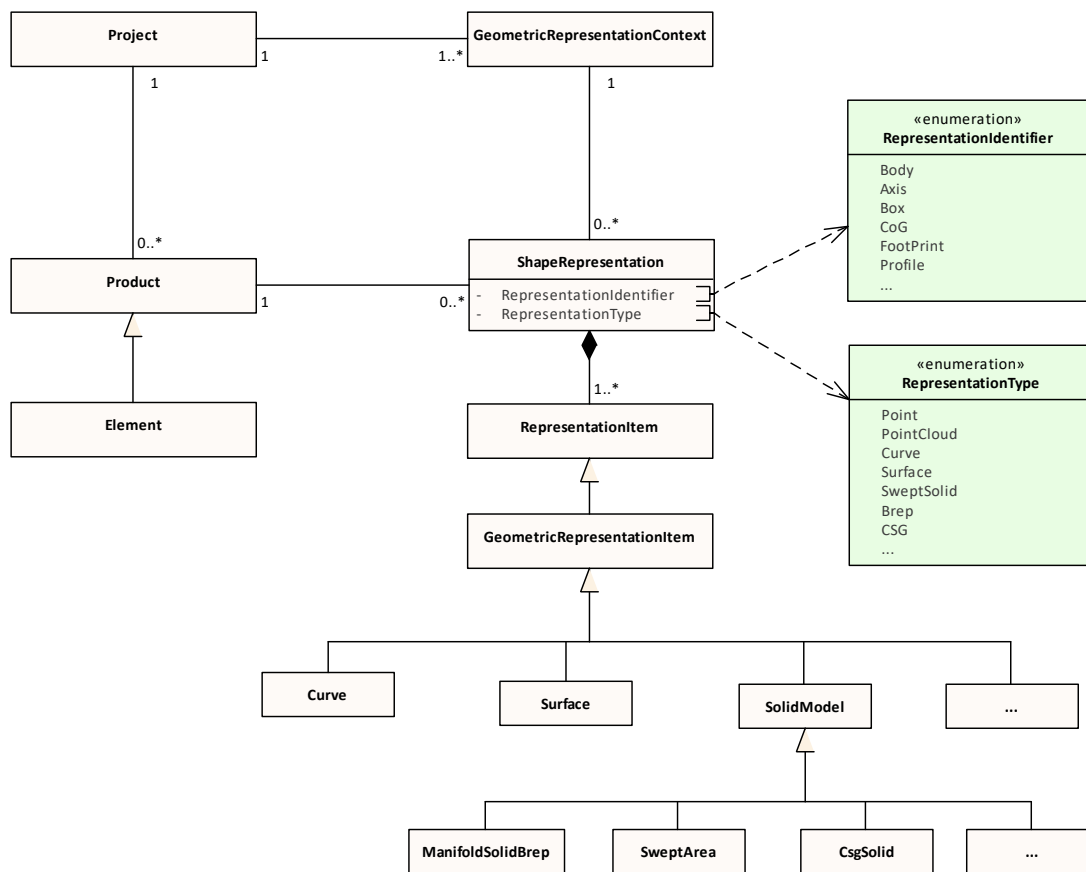 Project
GeometricRepresentationContext
1
1..*
1
1
«enumeration»
RepresentationIdentifier
Body
Axis
Box
CoG
FootPrint
Profile
...
0..*
0..*
Product
ShapeRepresentation
1
0..*
- RepresentationIdentifier
- RepresentationType
«enumeration»
RepresentationType
Point
PointCloud
Curve
Surface
SweptSolid
Brep
CSG
...
1..*
Element
RepresentationItem
GeometricRepresentationItem
Curve
Surface
SolidModel
...
ManifoldSolidBrep
SweptArea
CsgSolid
...